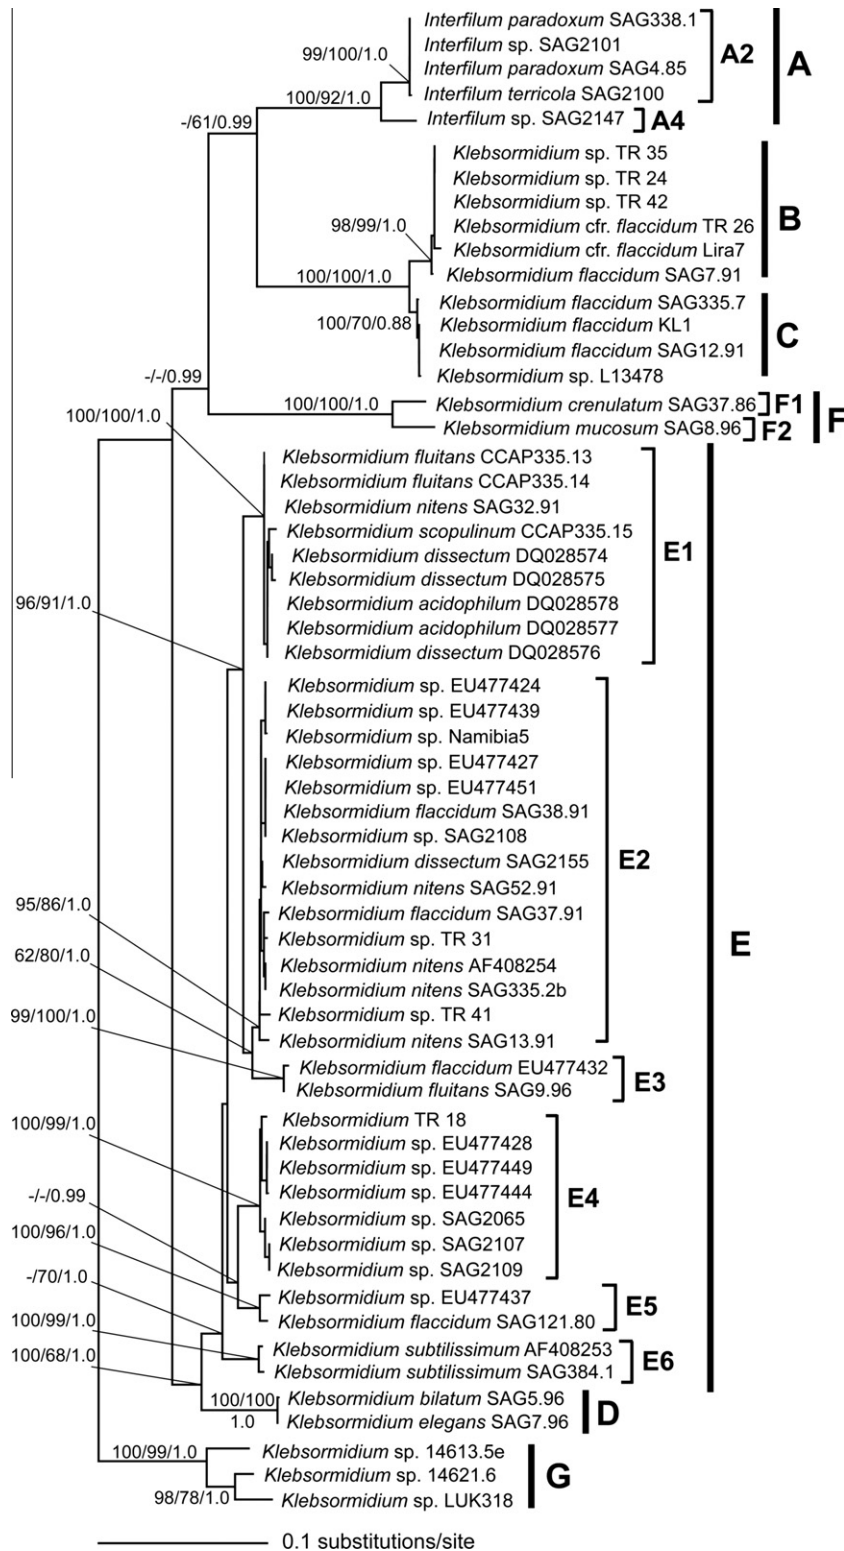 Interfilum paradoxum SAG338.1
Interfilum sp. SAG2101
99/100/1.0
A2
A
Interfilum paradoxum SAG4.85
Interfilum terricola SAG2100
100/92/1.0
Interfilum sp. SAG2147
A4
-/61/0.99
Klebsormidium sp. TR 35
Klebsormidium sp. TR 24
Klebsormidium sp. TR 42
B
Klebsormidium cfr. flaccidum TR 26
98/99/1.0
Klebsormidium cfr. flaccidum Lira7
Klebsormidium flaccidum SAG7.91
100/100/1.0
Klebsormidium flaccidum SAG335.7
Klebsormidium flaccidum KL1
100/70/0.88
C
Klebsormidium flaccidum SAG12.91
Klebsormidium sp. L13478
-/-/0.99
Klebsormidium crenulatum SAG37.86
F1
100/100/1.0
F
100/100/1.0
Klebsormidium mucosum SAG8.96
F2
Klebsormidium fluitans CCAP335.13
Klebsormidium fluitans CCAP335.14
Klebsormidium nitens SAG32.91
Klebsormidium scopulinum CCAP335.15
Klebsormidium dissectum DQ028574
E1
Klebsormidium dissectum DQ028575
Klebsormidium acidophilum DQ028578
96/91/1.0
Klebsormidium acidophilum DQ028577
Klebsormidium dissectum DQ028576
Klebsormidium sp. EU477424
Klebsormidium sp. EU477439
Klebsormidium sp. Namibia5
Klebsormidium sp. EU477427
Klebsormidium sp. EU477451
Klebsormidium flaccidum SAG38.91
Klebsormidium sp. SAG2108
Klebsormidium dissectum SAG2155
E2
Klebsormidium nitens SAG52.91
95/86/1.0
Klebsormidium flaccidum SAG37.91
Klebsormidium sp. TR 31
E
62/80/1.0
Klebsormidium nitens AF408254
Klebsormidium nitens SAG335.2b
99/100/1.0
Klebsormidium sp. TR 41
Klebsormidium nitens SAG13.91
Klebsormidium flaccidum EU477432
E3
Klebsormidium fluitans SAG9.96
Klebsormidium TR 18
100/99/1.0
Klebsormidium sp. EU477428
Klebsormidium sp. EU477449
Klebsormidium sp. EU477444
E4
-/-/0.99
Klebsormidium sp. SAG2065
100/96/1.0
Klebsormidium sp. SAG2107
Klebsormidium sp. SAG2109
-/70/1.0
Klebsormidium sp. EU477437
E5
100/99/1.0
Klebsormidium flaccidum SAG121.80
Klebsormidium subtilissimum AF408253
100/68/1.0
E6
Klebsormidium subtilissimum SAG384.1
100/100
1.0
Klebsormidium bilatum SAG5.96
D
Klebsormidium elegans SAG7.96
100/99/1.0
Klebsormidium sp. 14613.5e
Klebsormidium sp. 14621.6
G
98/78/1.0
Klebsormidium sp. LUK318
0.1 substitutions/site